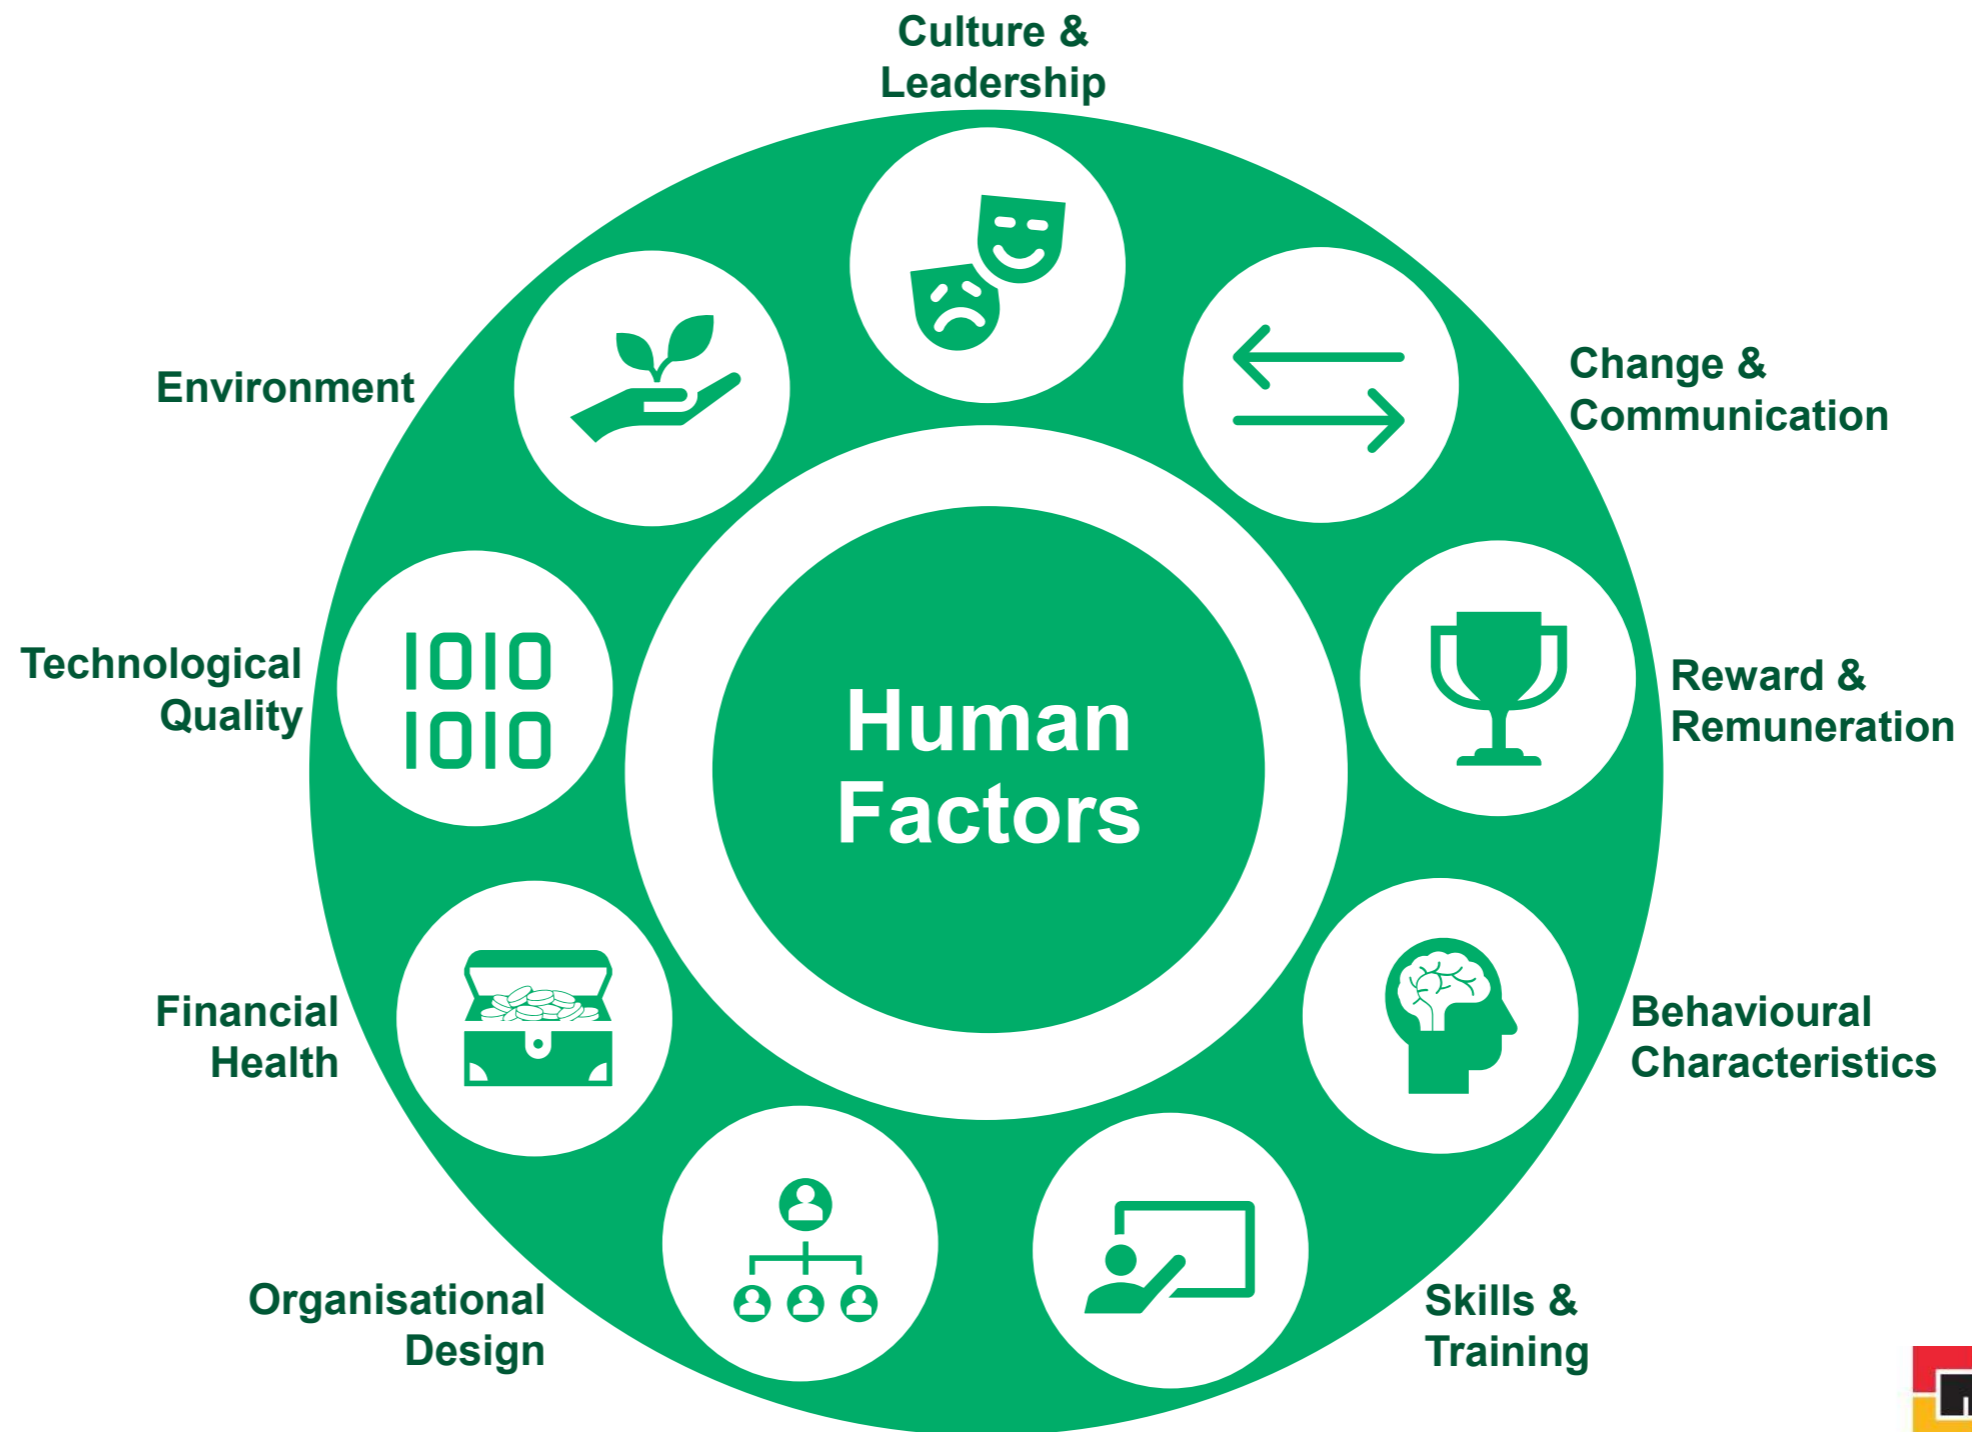 Culture &
Leadership
Change &
Communication
Reward &
Remuneration
Behavioural
Characteristics
Skills &
Training
Organisational
Design
Financial
Health
Technological
Quality
Environment
1010
1010
Human
Factors